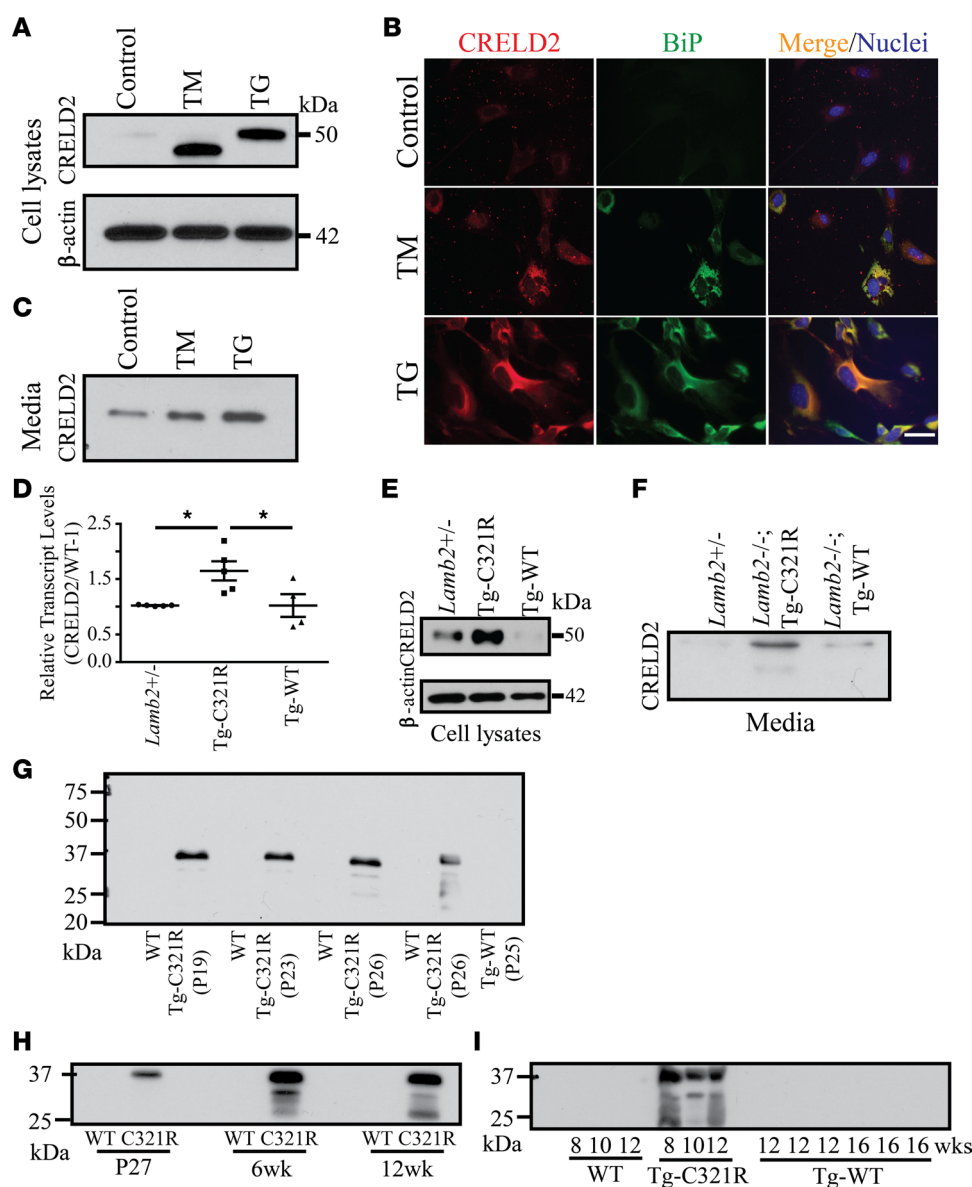 A
Control
TM
TG
kDa
Cell lysates
CRELD2
50
β-actin
42
B
CRELD2
BiP
Merge/Nuclei
Control
TM
TG
C
Control
TM
TG
Media
CRELD2
D
Relative Transcript Levels
(CRELD2/WT-1)
2.5
1.5
1.0
0.5
0.0
*
*
Lamb2+/-
Tg-C321R
Tg-WT
E
Lamb2+/-
Tg-C321R
Tg-WT
kDa
CRELD2
50
β-actin
42
Cell lysates
F
Lamb2+/-
Lamb2-/-;
Tg-C321R
Lamb2-/-;
Tg-WT
CRELD2
Media
G
75
50
37
25
20
kDa
WT
Tg-C321R
(P19)
WT
Tg-C321R
(P23)
WT
Tg-C321R
(P26)
WT
Tg-C321R
(P26)
Tg-WT
(P25)
H
37
25
kDa
WT C321R
P27
WT C321R
6wk
WT C321R
12wk
I
37
25
kDa
8 10 12
WT
8 10 12
Tg-C321R
12 12 12 16 16 16 wks
Tg-WT